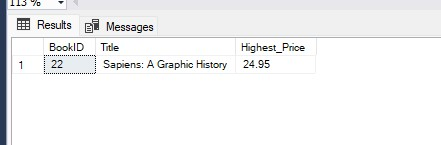 113 %
Results Messages
BookID Title Highest_Price
1 22 Sapiens: A Graphic History 24.95